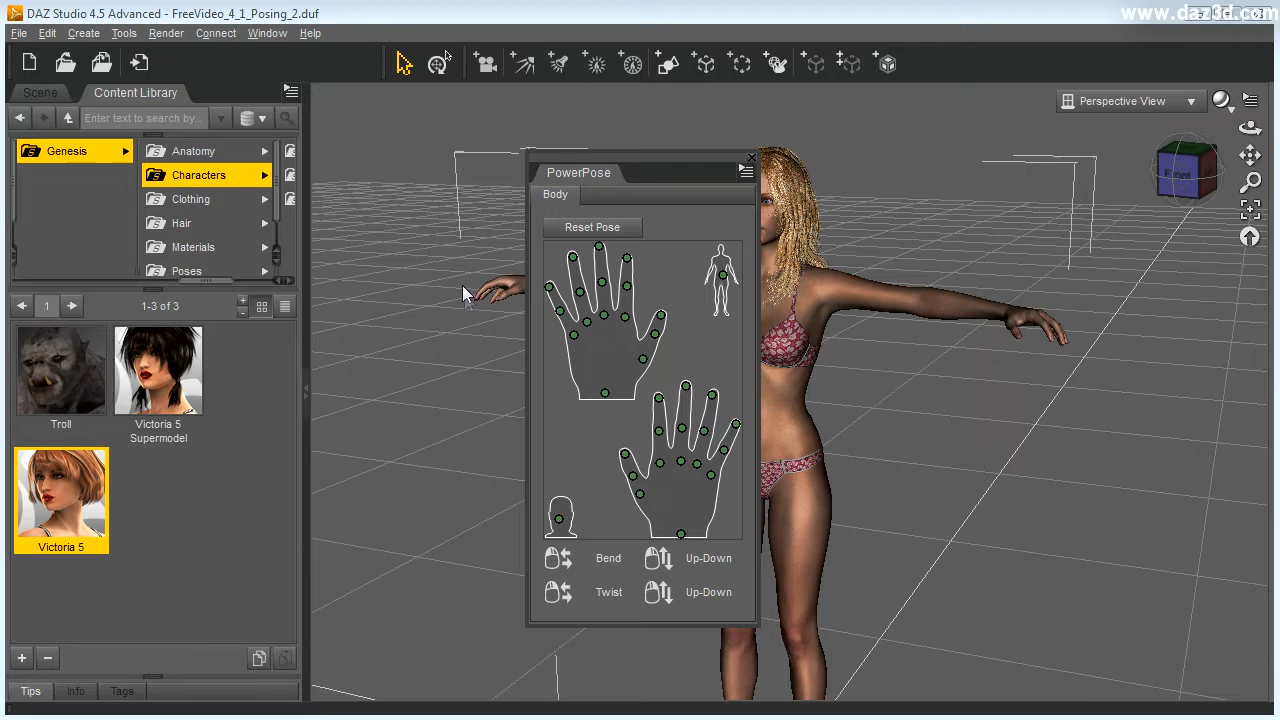 DAZ Studio 4.5 Advanced - FreeVideo_4_1_Posing_2.duf
www.daz3d.com
File Edit Create Tools Render Connect Window Help
Scene Content Library
Enter text to search by...
Perspective View
Genesis
Anatomy
Characters
Clothing
Hair
Materials
Poses
1
1-3 of 3
Troll
Victoria 5
Supermodel
Victoria 5
Tips Info Tags
PowerPose
Body
Reset Pose
Bend Up-Down
Twist Up-Down
Front